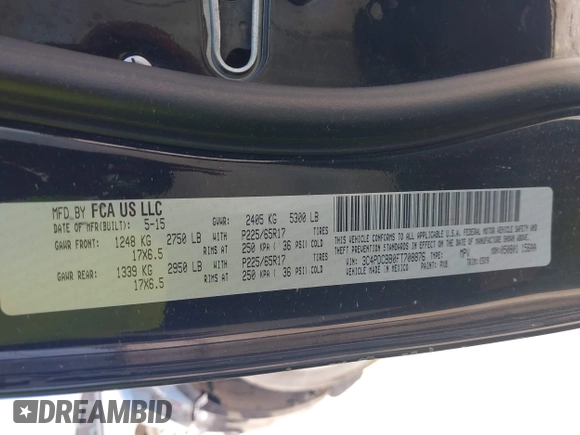 MFD BY FCA US LLC
DATE OF MFR(BUILT): 5-15 GVWR: 2405 KG 5300 LB
GAWR FRONT: 1248 KG 2750 LB WITH P225/65R17 TIRES
17X6.5 RIMS AT 250 KPA ( 36 PSI COLD)
GAWR REAR: 1339 KG 2950 LB WITH P225/65R17 TIRES
17X6.5 RIMS AT 250 KPA ( 36 PSI COLD)
THIS VEHICLE CONFORMS TO ALL APPLICABLE U.S.A. FEDERAL MOTOR VEHICLE SAFETY AND
THEFT PREVENTION STANDARDS IN EFFECT ON THE DATE OF MANUFACTURE SHOWN ABOVE.
VIN: 3C4PDCBB0FT708876 TYPE: MPV
VEHICLE MADE IN MEXICO PAINT:
DREAMBID